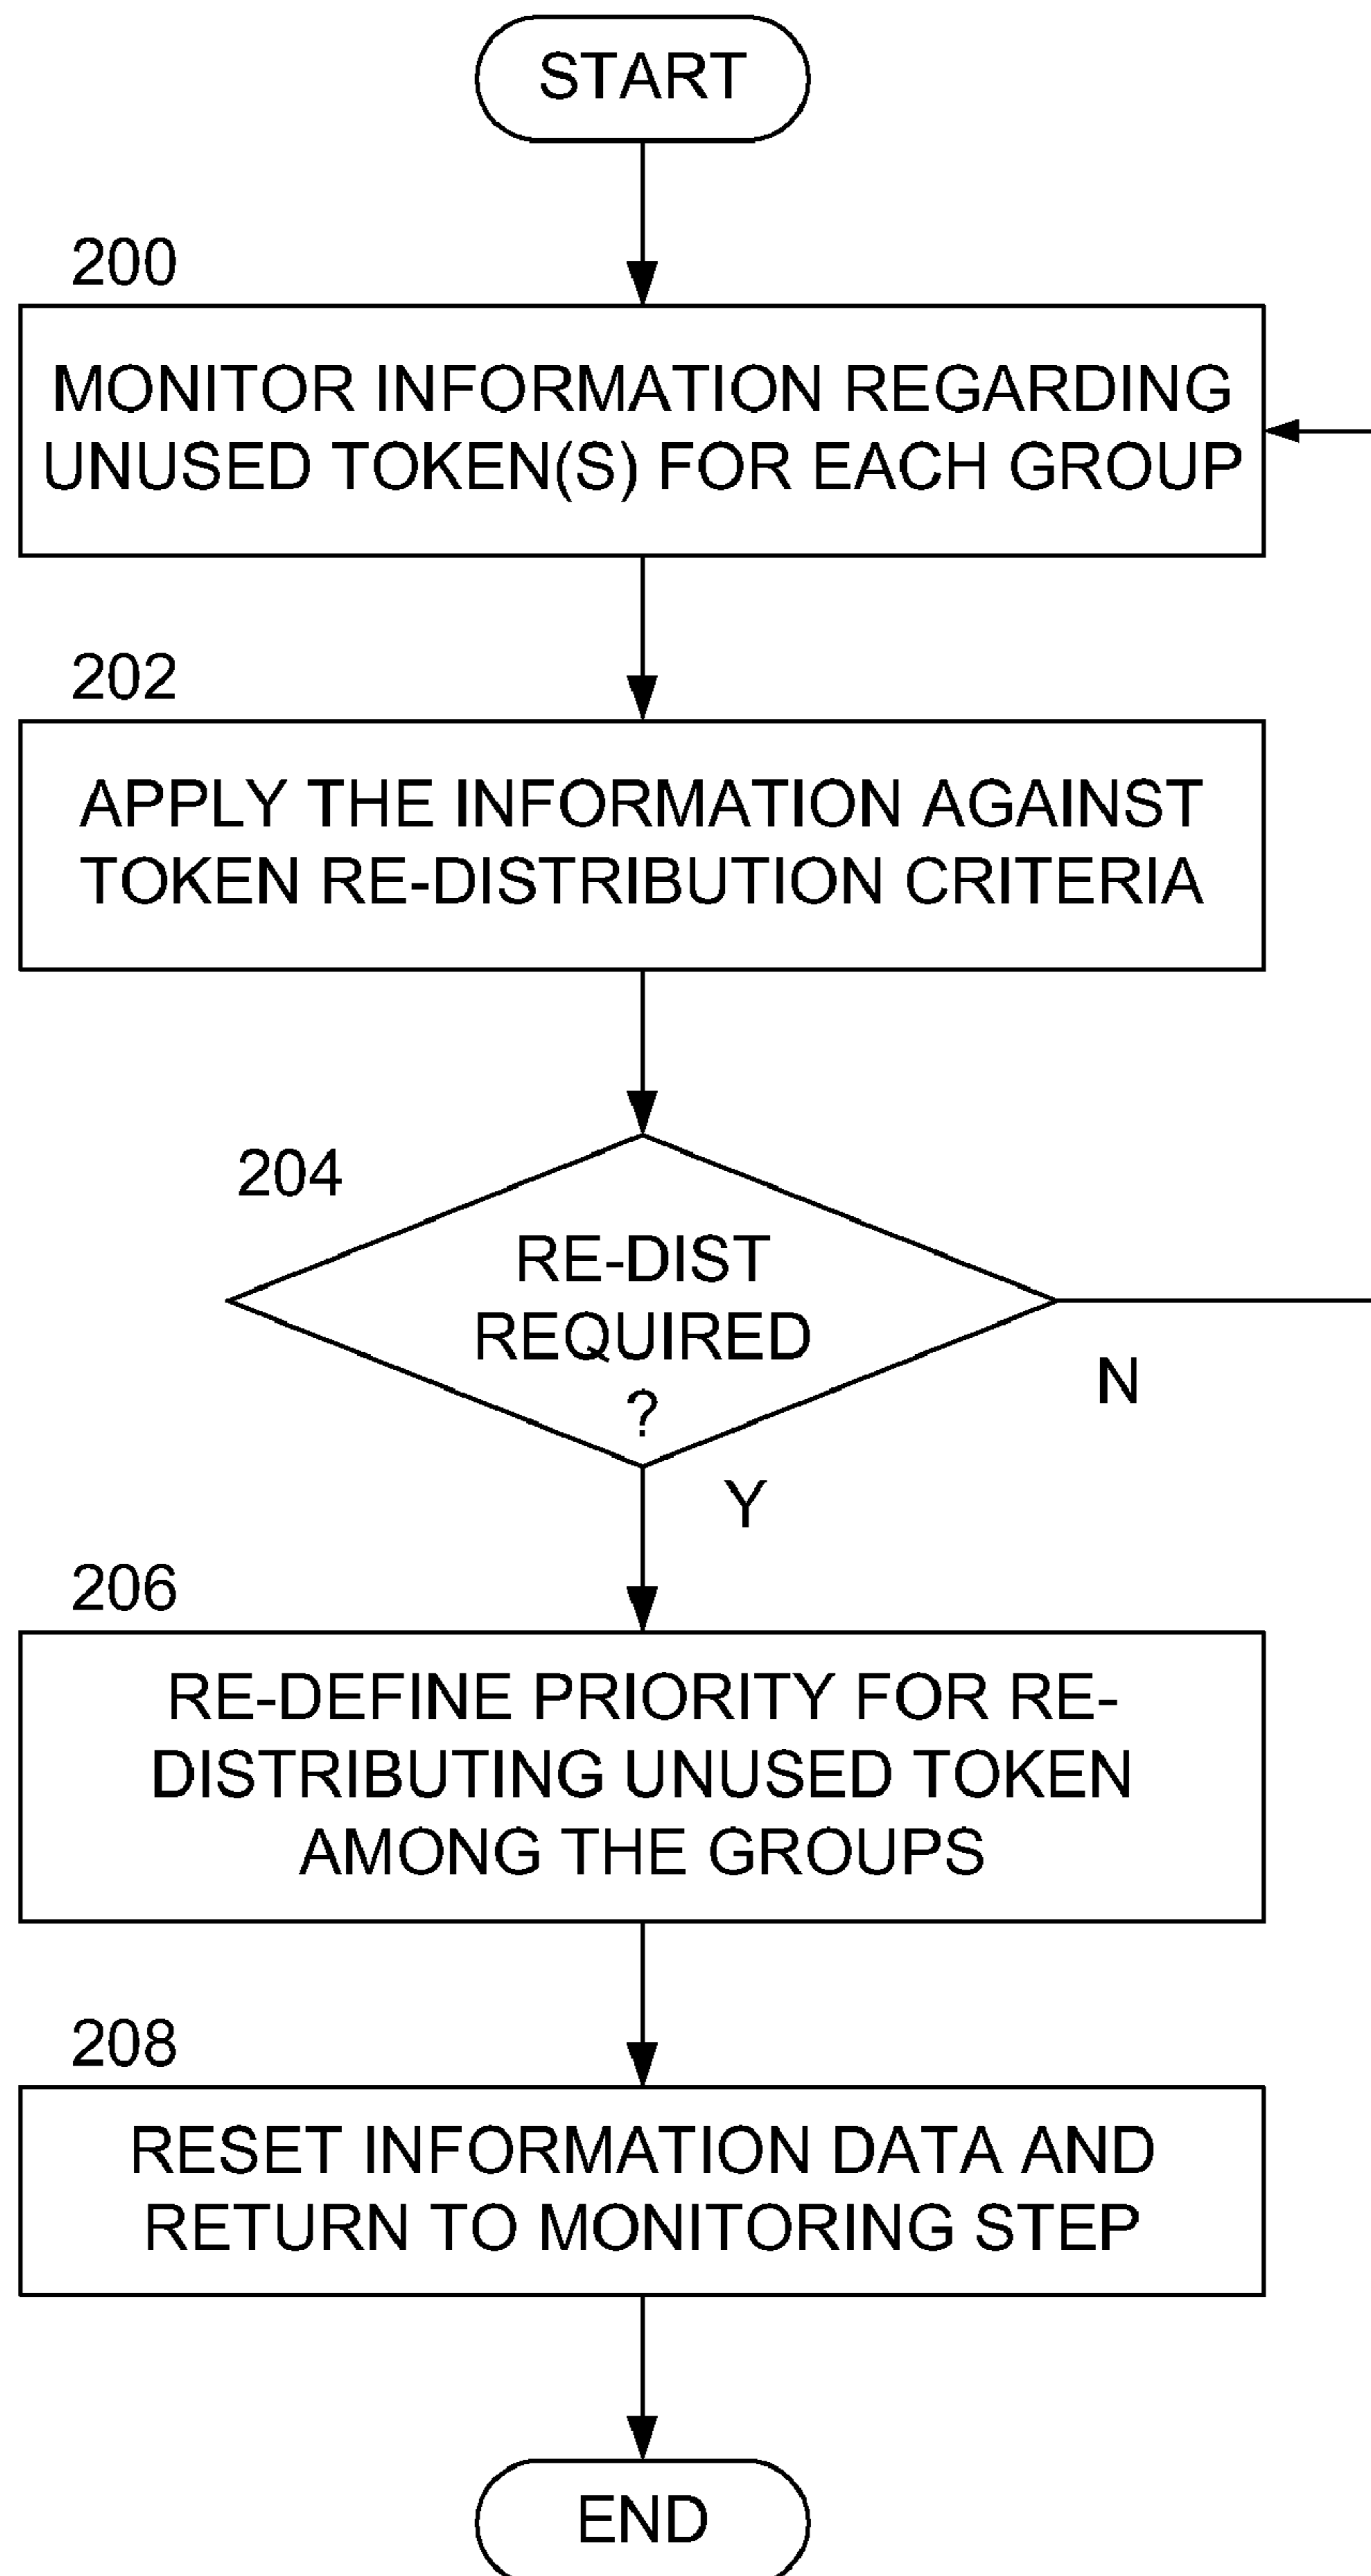 START
200
MONITOR INFORMATION REGARDING
UNUSED TOKEN(S) FOR EACH GROUP
202
APPLY THE INFORMATION AGAINST
TOKEN RE-DISTRIBUTION CRITERIA
204
RE-DIST
REQUIRED
?
N
Y
206
RE-DEFINE PRIORITY FOR RE-
DISTRIBUTING UNUSED TOKEN
AMONG THE GROUPS
208
RESET INFORMATION DATA AND
RETURN TO MONITORING STEP
END